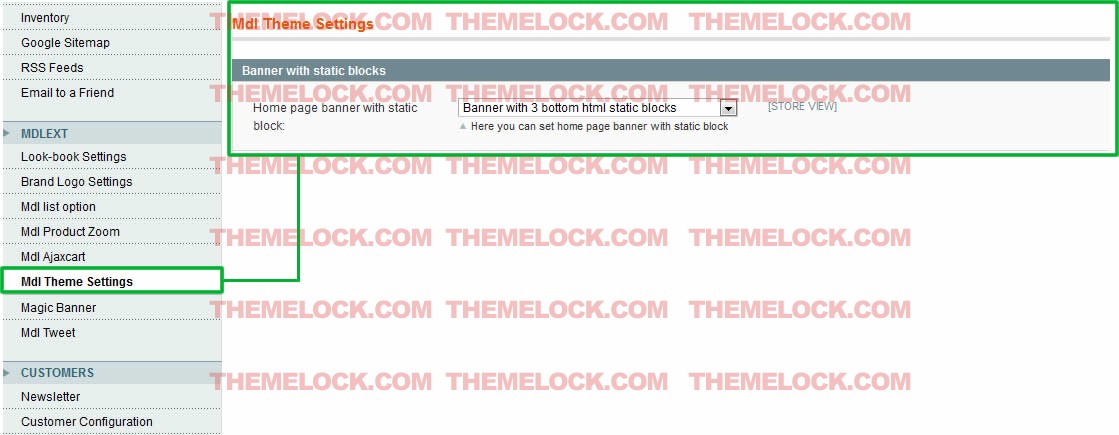 Inventory
Google Sitemap
RSS Feeds
Email to a Friend
MDLEXT
Look-book Settings
Brand Logo Settings
Mdl list option
Mdl Product Zoom
Mdl Ajaxcart
Mdl Theme Settings
Magic Banner
Mdl Tweet
CUSTOMERS
Newsletter
Customer Configuration
Mdl Theme Settings
Banner with static blocks
Home page banner with static
block:
Banner with 3 bottom html static blocks
[STORE VIEW]
Here you can set home page banner with static block
THEMELOCK.COM THEMELOCK.COM THEMELOCK.COM
THEMELOCK.COM THEMELOCK.COM THEMELOCK.COM
THEMELOCK.COM THEMELOCK.COM THEMELOCK.COM
THEMELOCK.COM THEMELOCK.COM THEMELOCK.COM
THEMELOCK.COM THEMELOCK.COM THEMELOCK.COM
THEMELOCK.COM THEMELOCK.COM THEMELOCK.COM